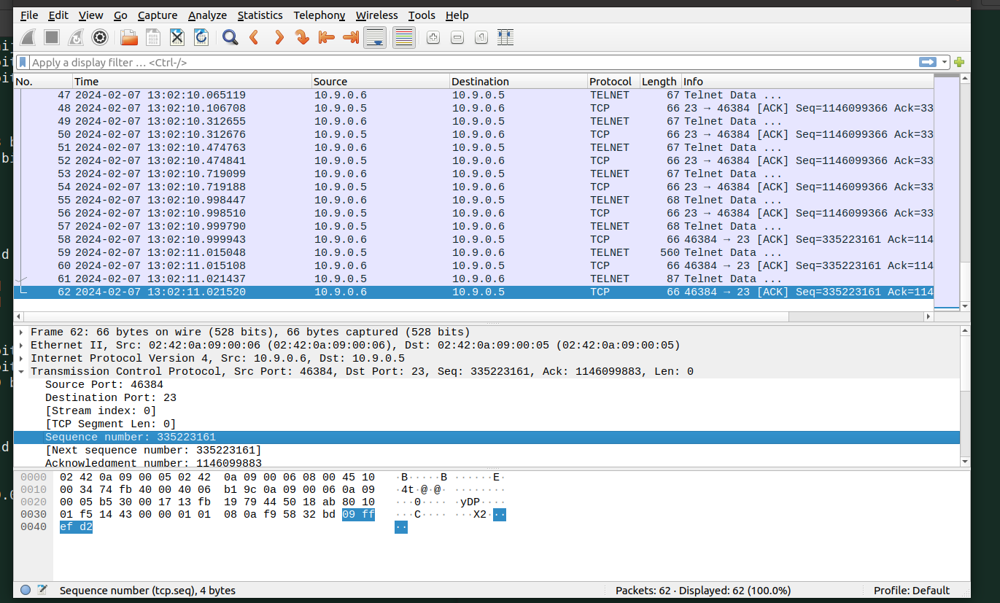 File Edit View Go Capture Analyze Statistics Telephony Wireless Tools Help
Apply a display filter … <Ctrl-/>
No. Time Source Destination Protocol Length Info
47 2024-02-07 13:02:10.065119 10.9.0.6 10.9.0.5 TELNET 67 Telnet Data ...
48 2024-02-07 13:02:10.106708 10.9.0.5 10.9.0.6 TCP 66 23 → 46384 [ACK] Seq=1146099366 Ack=33
49 2024-02-07 13:02:10.312655 10.9.0.6 10.9.0.5 TELNET 67 Telnet Data ...
50 2024-02-07 13:02:10.312676 10.9.0.5 10.9.0.6 TCP 66 23 → 46384 [ACK] Seq=1146099366 Ack=33
51 2024-02-07 13:02:10.474763 10.9.0.6 10.9.0.5 TELNET 67 Telnet Data ...
52 2024-02-07 13:02:10.474841 10.9.0.5 10.9.0.6 TCP 66 23 → 46384 [ACK] Seq=1146099366 Ack=33
53 2024-02-07 13:02:10.719099 10.9.0.6 10.9.0.5 TELNET 67 Telnet Data ...
54 2024-02-07 13:02:10.719188 10.9.0.5 10.9.0.6 TCP 66 23 → 46384 [ACK] Seq=1146099366 Ack=33
55 2024-02-07 13:02:10.998447 10.9.0.6 10.9.0.5 TELNET 68 Telnet Data ...
56 2024-02-07 13:02:10.998510 10.9.0.5 10.9.0.6 TCP 66 23 → 46384 [ACK] Seq=1146099366 Ack=33
57 2024-02-07 13:02:10.999790 10.9.0.5 10.9.0.6 TELNET 68 Telnet Data ...
58 2024-02-07 13:02:10.999943 10.9.0.6 10.9.0.5 TCP 66 46384 → 23 [ACK] Seq=335223161 Ack=114
59 2024-02-07 13:02:11.015048 10.9.0.5 10.9.0.6 TELNET 560 Telnet Data ...
60 2024-02-07 13:02:11.015108 10.9.0.6 10.9.0.5 TCP 66 46384 → 23 [ACK] Seq=335223161 Ack=114
61 2024-02-07 13:02:11.021437 10.9.0.5 10.9.0.6 TELNET 87 Telnet Data ...
62 2024-02-07 13:02:11.021520 10.9.0.6 10.9.0.5 TCP 66 46384 → 23 [ACK] Seq=335223161 Ack=114
Frame 62: 66 bytes on wire (528 bits), 66 bytes captured (528 bits)
Ethernet II, Src: 02:42:0a:09:00:06 (02:42:0a:09:00:06), Dst: 02:42:0a:09:00:05 (02:42:0a:09:00:05)
Internet Protocol Version 4, Src: 10.9.0.6, Dst: 10.9.0.5
Transmission Control Protocol, Src Port: 46384, Dst Port: 23, Seq: 335223161, Ack: 1146099883, Len: 0
Source Port: 46384
Destination Port: 23
[Stream index: 0]
[TCP Segment Len: 0]
Sequence number: 335223161
[Next sequence number: 335223161]
Acknowledgment number: 1146099883
0000 02 42 0a 09 00 05 02 42 0a 09 00 06 08 00 45 10 ·B·····B ······E·
0010 00 34 74 fb 40 00 40 06 b1 9c 0a 09 00 06 0a 09 ·4t·@·@· ········
0020 00 05 b5 30 00 17 13 fb 19 79 44 50 18 ab 80 10 ···0···· ·yDP····
0030 01 f5 14 43 00 00 01 01 08 0a f9 58 32 bd 09 ff ···C···· ···X2···
0040 ef d2 ··
Sequence number (tcp.seq), 4 bytes Packets: 62 · Displayed: 62 (100.0%) Profile: Default